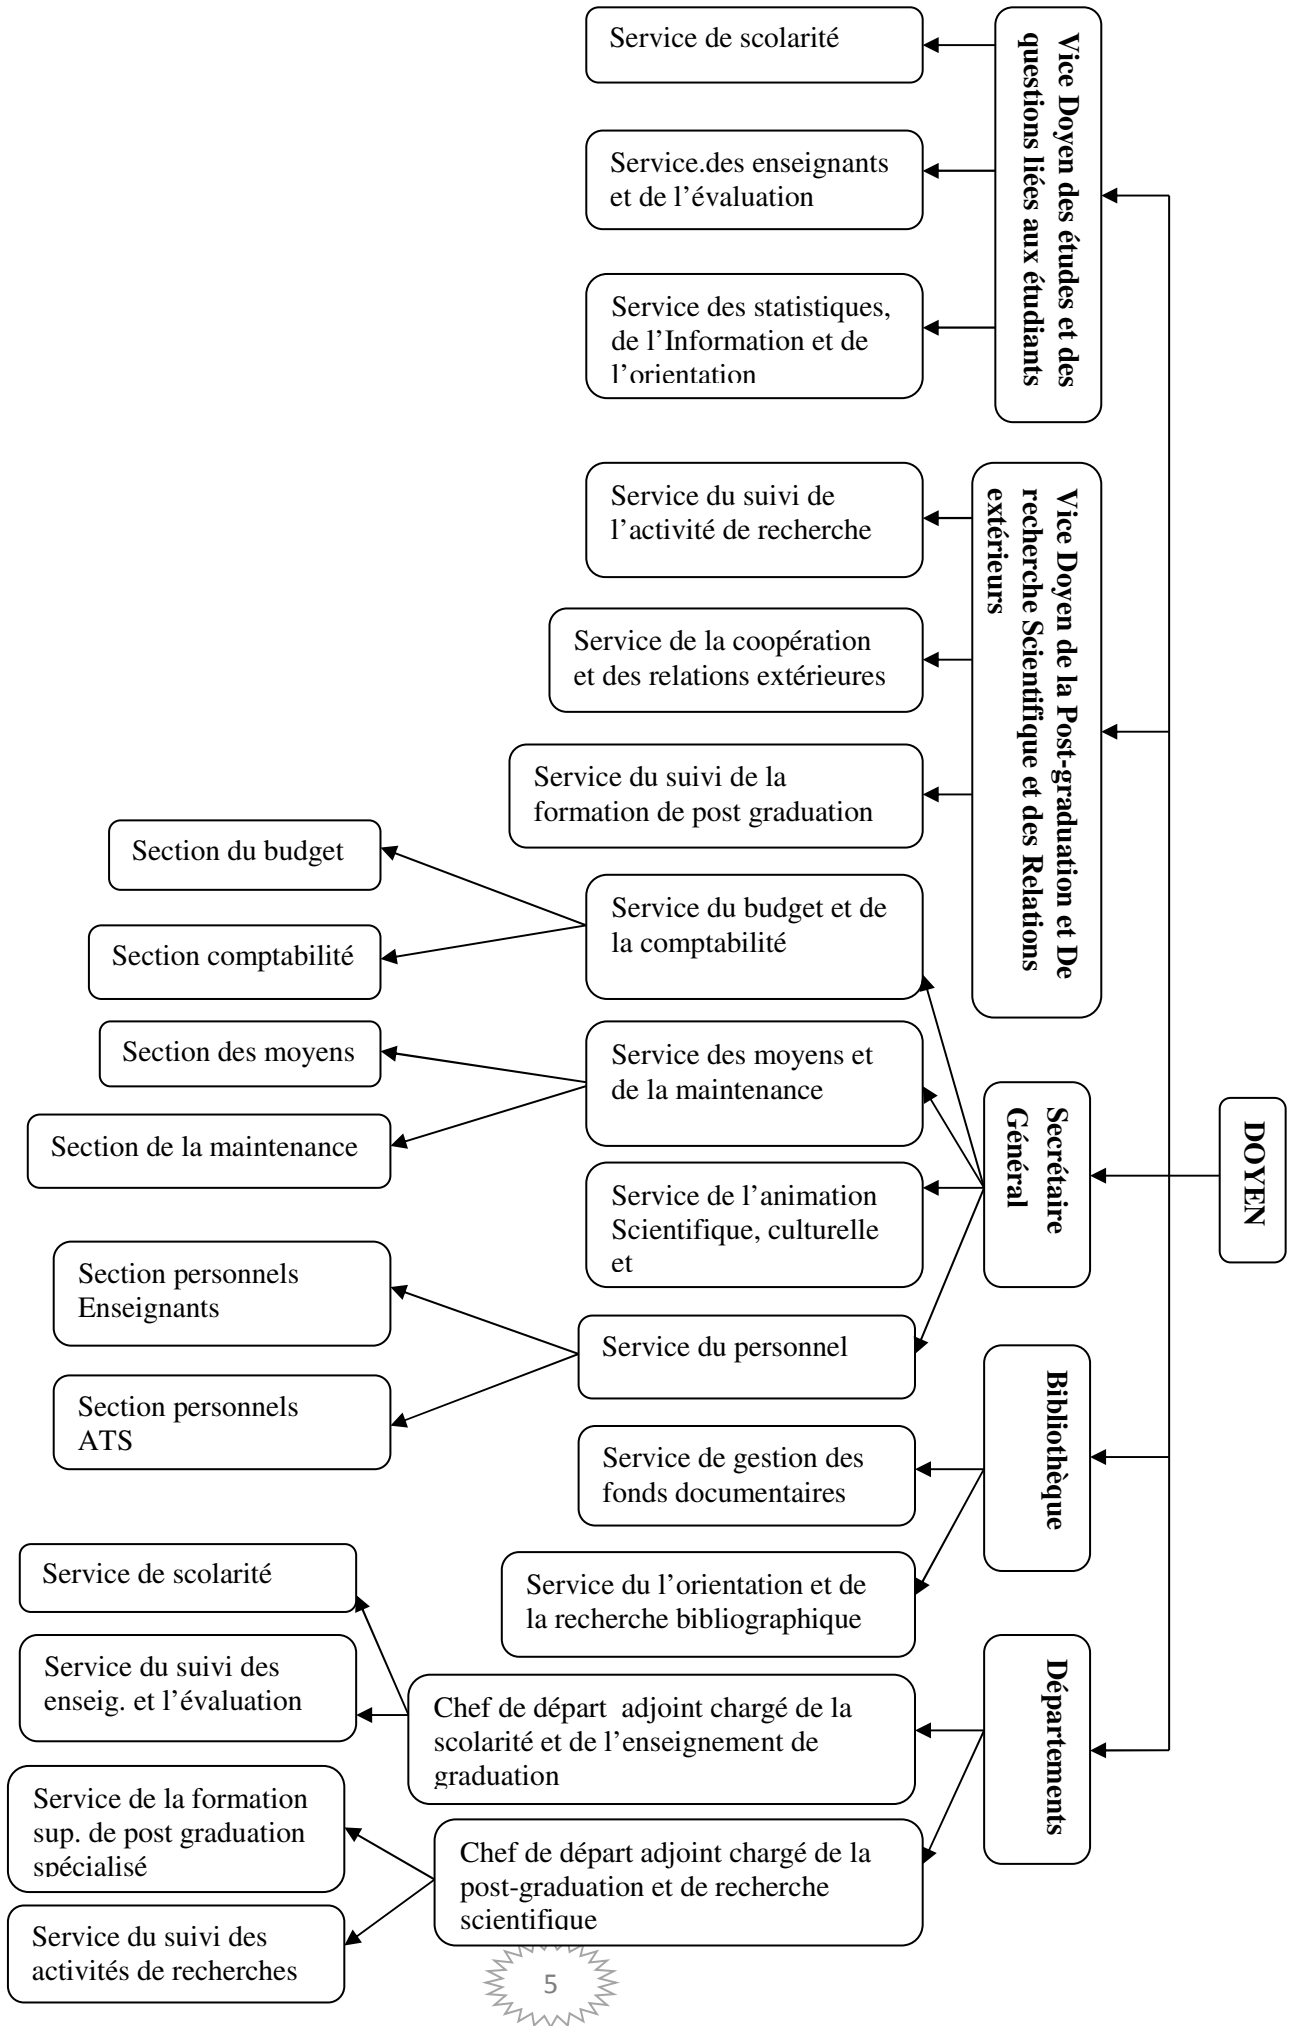 DOYEN
Vice Doyen des études et des
questions liées aux étudiants
Service de scolarité
Service.des enseignants
et de l’évaluation
Service des statistiques,
de l’Information et de
l’orientation
Vice Doyen de la Post-graduation et De
recherche Scientifique et des Relations
extérieurs
Service du suivi de
l’activité de recherche
Service de la coopération
et des relations extérieures
Service du suivi de la
formation de post graduation
Secrétaire
Général
Service du budget et de
la comptabilité
Section du budget
Section comptabilité
Service des moyens et
de la maintenance
Section des moyens
Section de la maintenance
Service de l’animation
Scientifique, culturelle
et
Service du personnel
Section personnels
Enseignants
Section personnels
ATS
Bibliothèque
Service de gestion des
fonds documentaires
Service du l’orientation et de
la recherche bibliographique
Départements
Chef de départ  adjoint chargé de la
scolarité et de l’enseignement de
graduation
Service de scolarité
Service du suivi des
enseig. et l’évaluation
Chef de départ adjoint chargé de la
post-graduation et de recherche
scientifique
Service de la formation
sup. de post graduation
spécialisé
Service du suivi des
activités de recherches
5